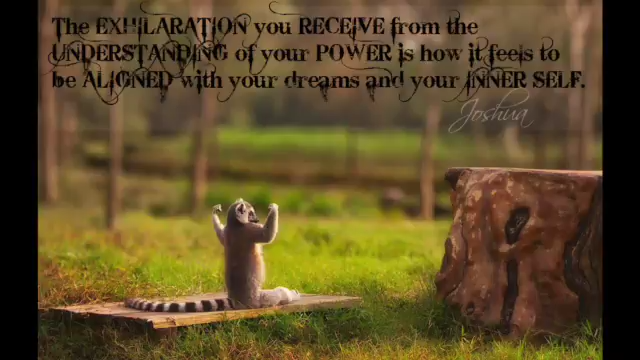 The EXHILARATION you RECEIVE from the
UNDERSTANDING of your POWER is how it feels to
be ALIGNED with your dreams and your INNER SELF.
Joshua